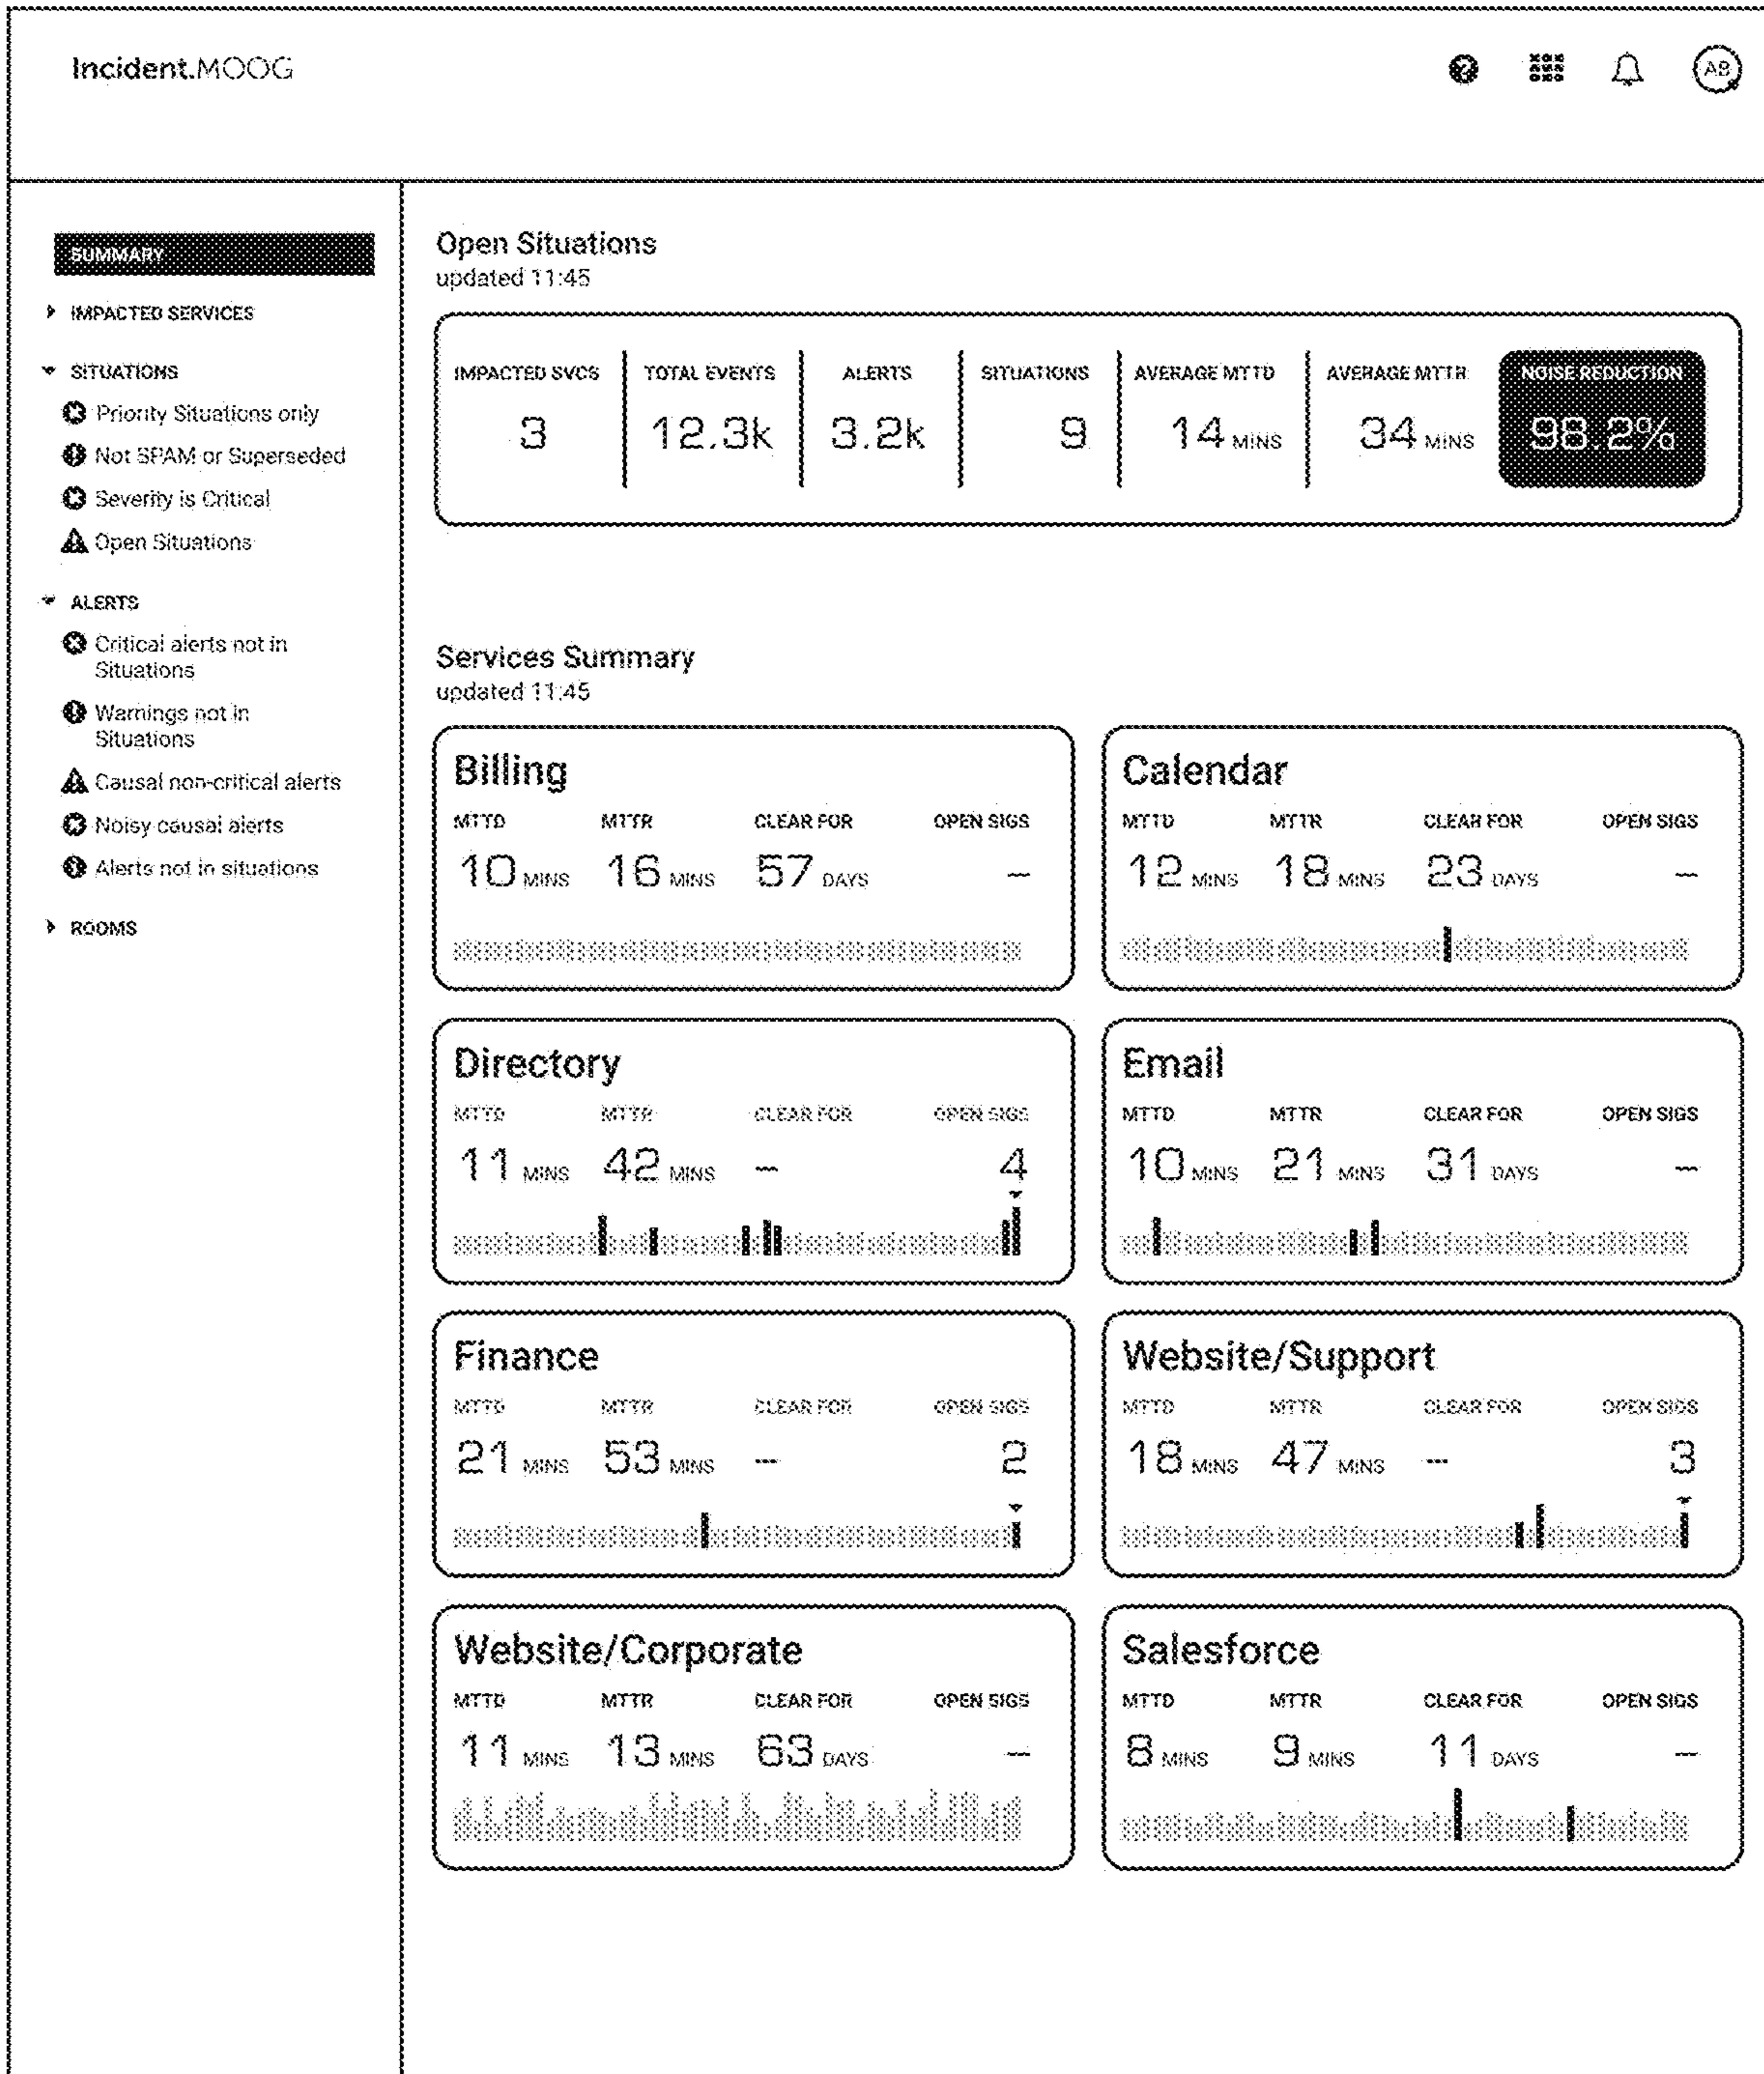 Incident.MOOG
AB
SUMMARY
IMPACTED SERVICES
SITUATIONS
Priority Situations only
Not SPAM or Superseded
Severity is Critical
Open Situations
ALERTS
Critical alerts not in
Situations
Warnings not in
Situations
Causal non-critical alerts
Noisy causal alerts
Alerts not in situations
ROOMS
Open Situations
updated 11:45
IMPACTED SVCS TOTAL EVENTS ALERTS SITUATIONS AVERAGE MTTD AVERAGE MTTR NOISE REDUCTION
3 12.3k 3.2k 9 14 MINS 34 MINS 98.2%
Services Summary
updated 11:45
Billing
MTTD MTTR CLEAR FOR OPEN SIGS
10 MINS 16 MINS 57 DAYS –
Calendar
MTTD MTTR CLEAR FOR OPEN SIGS
12 MINS 18 MINS 23 DAYS –
Directory
MTTD MTTR CLEAR FOR OPEN SIGS
11 MINS 42 MINS – 4
Email
MTTD MTTR CLEAR FOR OPEN SIGS
10 MINS 21 MINS 31 DAYS –
Finance
MTTD MTTR CLEAR FOR OPEN SIGS
21 MINS 53 MINS – 2
Website/Support
MTTD MTTR CLEAR FOR OPEN SIGS
18 MINS 47 MINS – 3
Website/Corporate
MTTD MTTR CLEAR FOR OPEN SIGS
11 MINS 13 MINS 63 DAYS –
Salesforce
MTTD MTTR CLEAR FOR OPEN SIGS
8 MINS 9 MINS 11 DAYS –